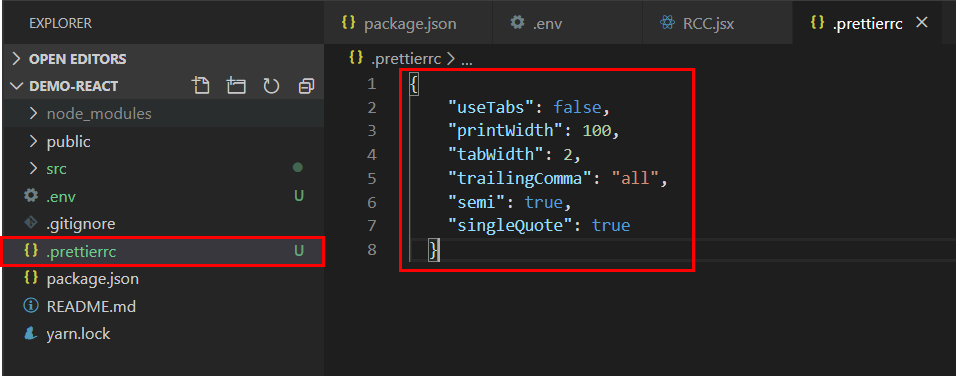 EXPLORER
package.json
.env
RCC.jsx
.prettierrc
OPEN EDITORS
DEMO-REACT
node_modules
public
src
.env U
.gitignore
.prettierrc U
package.json
README.md
yarn.lock
.prettierrc > ...
1 {
2 "useTabs": false,
3 "printWidth": 100,
4 "tabWidth": 2,
5 "trailingComma": "all",
6 "semi": true,
7 "singleQuote": true
8 }